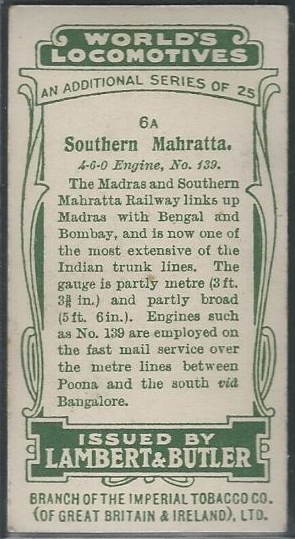 WORLD'S
LOCOMOTIVES
AN ADDITIONAL SERIES OF 25
6A
Southern Mahratta.
4-6-0 Engine, No. 139.
The Madras and Southern
Mahratta Railway links up
Madras with Bengal and
Bombay, and is now one of
the most extensive of the
Indian trunk lines. The
gauge is partly metre (3 ft.
3⅜ in.) and partly broad
(5 ft. 6 in.). Engines such
as No. 139 are employed on
the fast mail service over
the metre lines between
Poona and the south via
Bangalore.
ISSUED BY
LAMBERT & BUTLER
BRANCH OF THE IMPERIAL TOBACCO CO.
(OF GREAT BRITAIN & IRELAND), LTD.